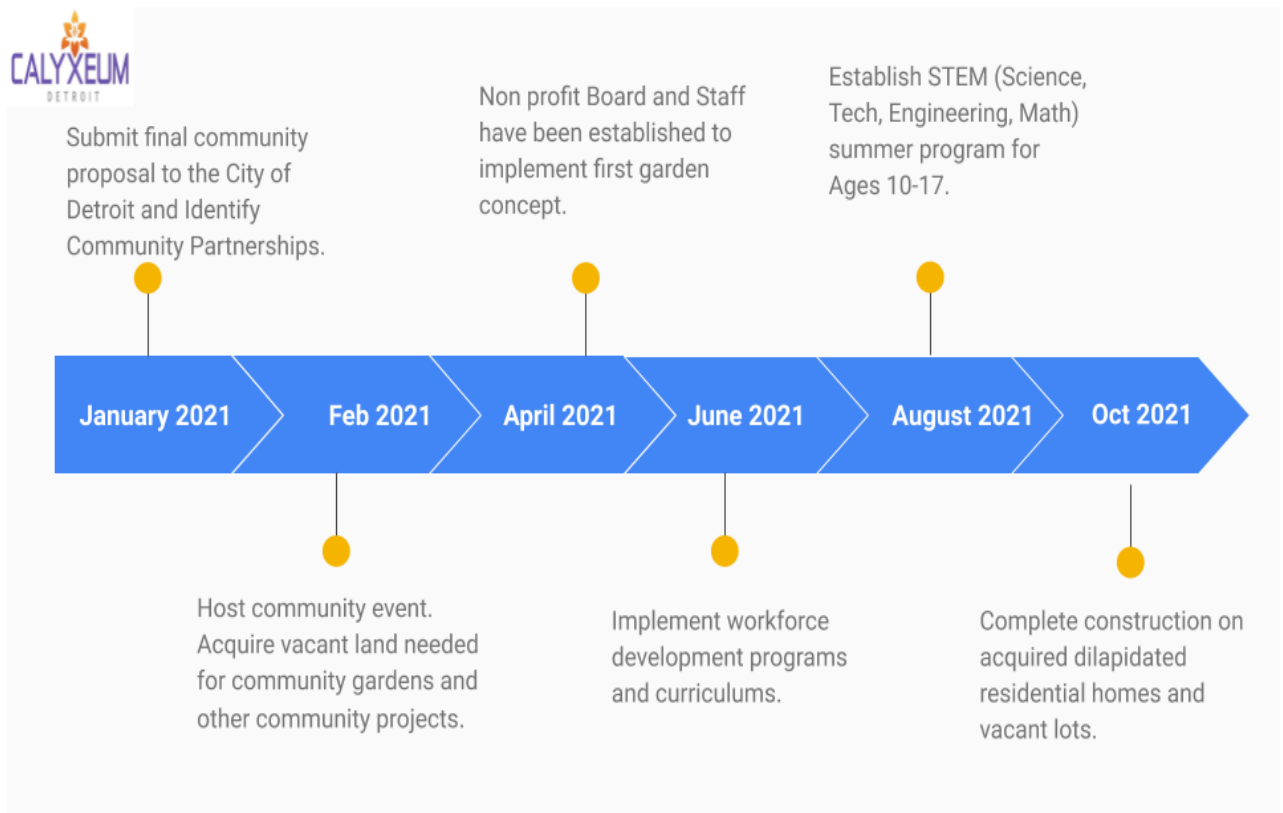 CALYXEUM
DETROIT
Submit final community
proposal to the City of
Detroit and Identify
Community Partnerships.
Non profit Board and Staff
have been established to
implement first garden
concept.
Establish STEM (Science,
Tech, Engineering, Math)
summer program for
Ages 10-17.
January 2021
Feb 2021
April 2021
June 2021
August 2021
Oct 2021
Host community event.
Acquire vacant land needed
for community gardens and
other community projects.
Implement workforce
development programs
and curriculums.
Complete construction on
acquired dilapidated
residential homes and
vacant lots.